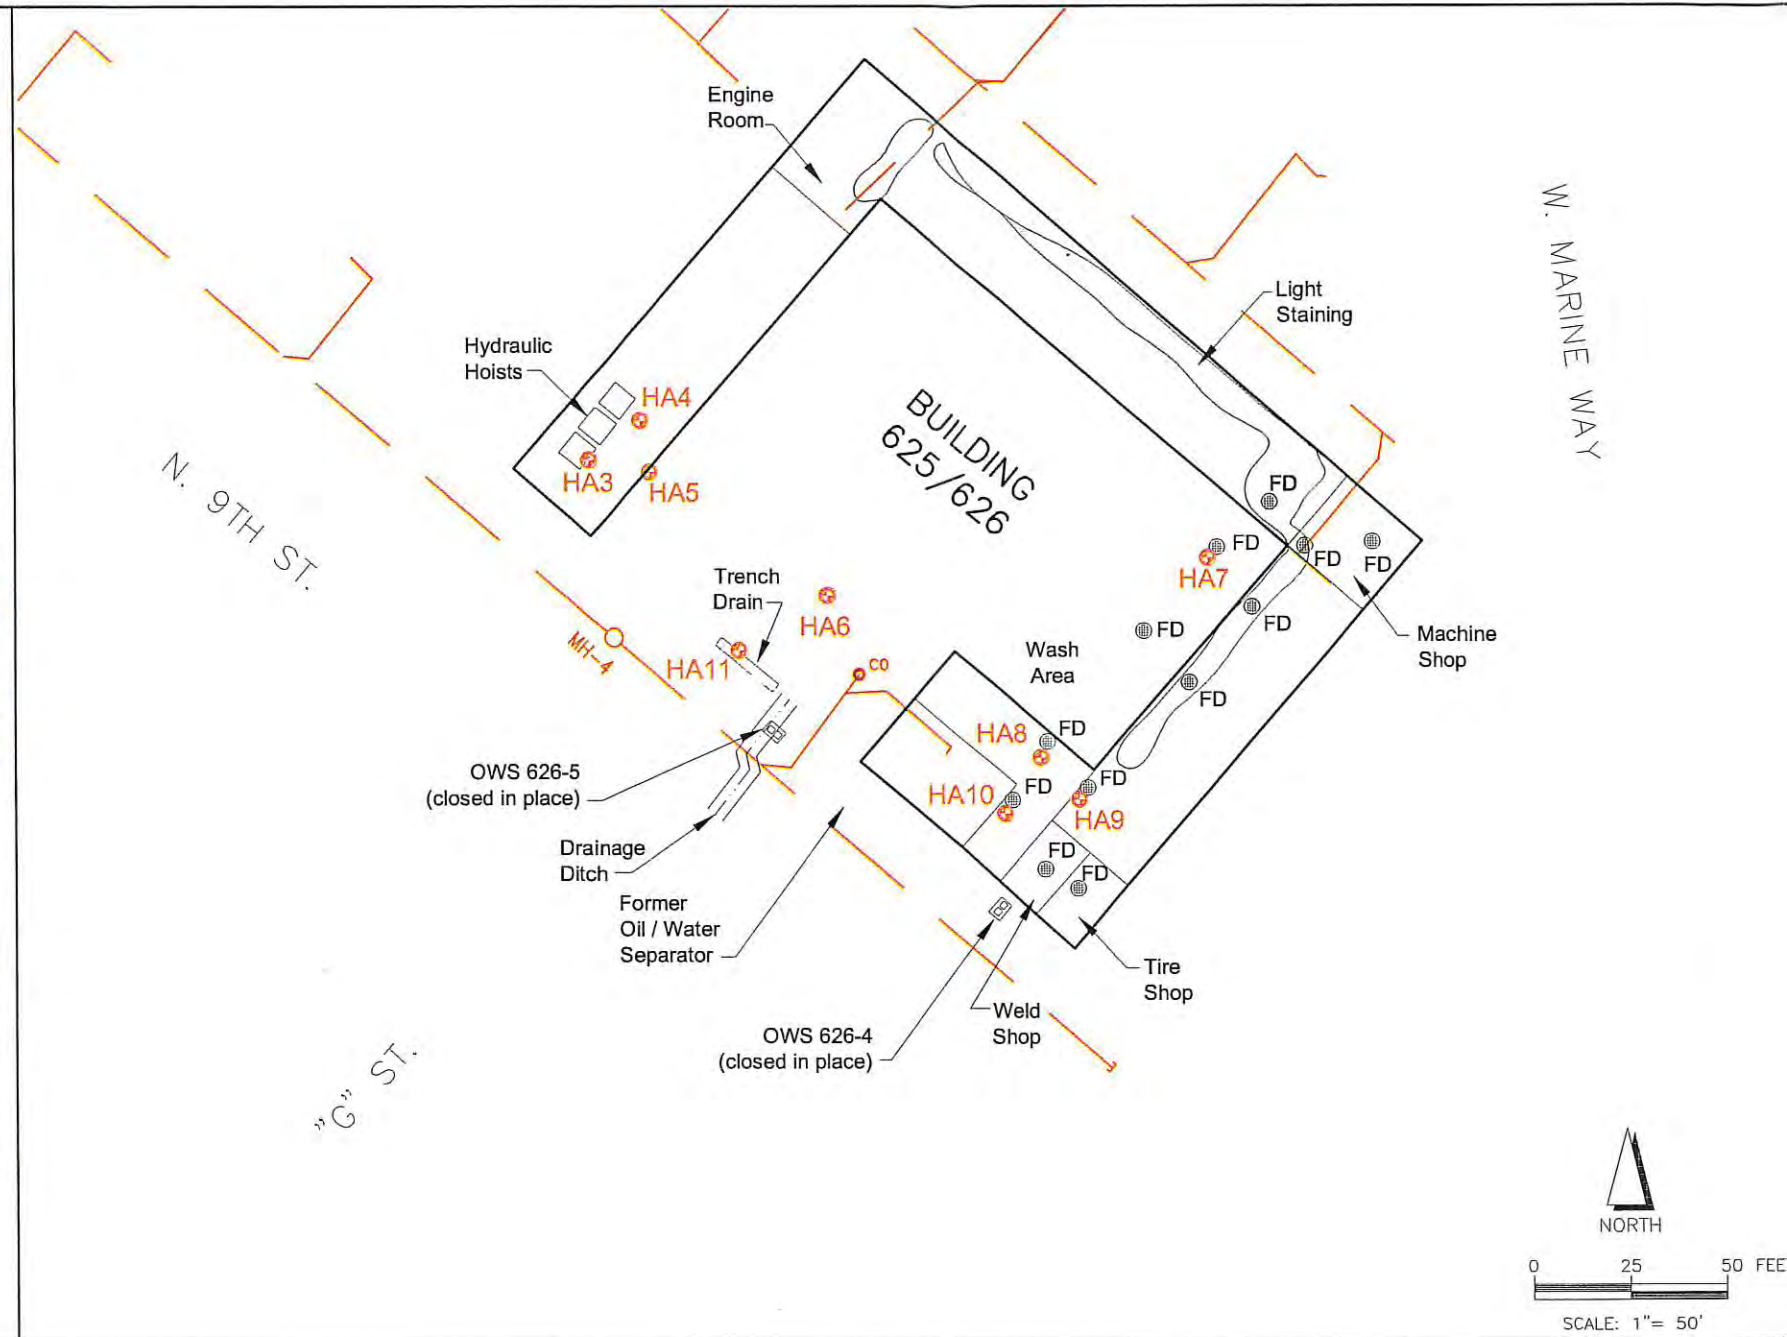 Engine
Room
W. MARINE WAY
Light
Staining
Hydraulic
Hoists
HA4
HA3
HA5
BUILDING
625/626
N. 9TH ST.
FD
FD
FD
FD
HA7
Trench
Drain
HA6
MH-4
HA11
CO
FD
FD
Wash
Area
Machine
Shop
FD
HA8
FD
OWS 626-5
(closed in place)
HA10
FD
FD
HA9
Drainage
Ditch
FD
FD
Former
Oil / Water
Separator
Tire
Shop
Weld
Shop
OWS 626-4
(closed in place)
"G" ST.
NORTH
0 25 50 FEE
SCALE: 1"= 50'